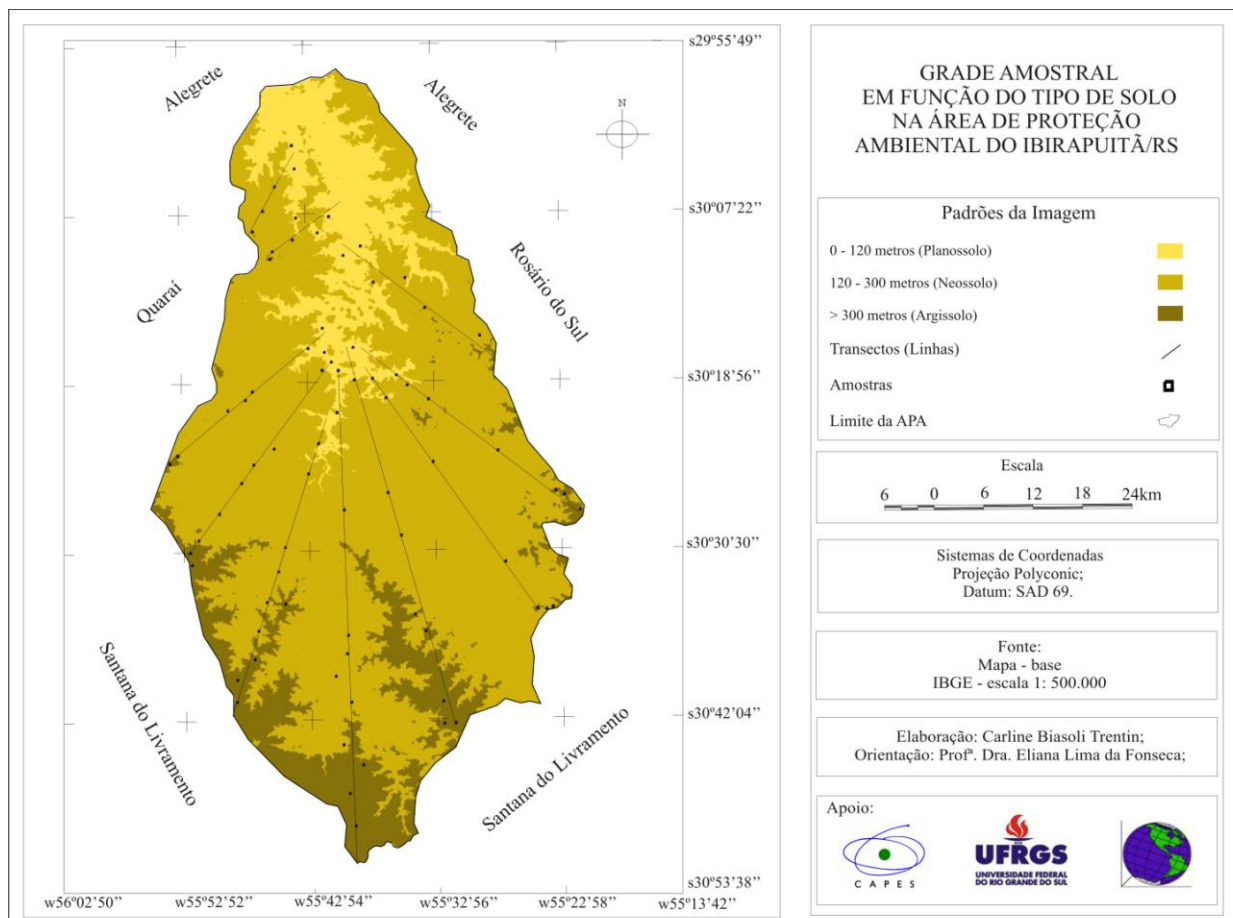 Alegrete
Alegrete
N
Quaraí
Rosário do Sul
Santana do Livramento
Santana do Livramento
s29º55’49’’
s30º07’22’’
s30º18’56’’
s30º30’30’’
s30º42’04’’
s30º53’38’’
w56º02’50’’
w55º52’52’’
w55º42’54’’
w55º32’56’’
w55º22’58’’
w55º13’42’’
GRADE AMOSTRAL
EM FUNÇÃO DO TIPO DE SOLO
NA ÁREA DE PROTEÇÃO
AMBIENTAL DO IBIRAPUITÃ/RS
Padrões da Imagem
0 - 120 metros (Planossolo)
120 - 300 metros (Neossolo)
> 300 metros (Argissolo)
Transectos (Linhas)
Amostras
Limite da APA
Escala
6 0 6 12 18 24km
Sistemas de Coordenadas
Projeção Polyconic;
Datum: SAD 69.
Fonte:
Mapa - base
IBGE - escala 1: 500.000
Elaboração: Carline Biasoli Trentin;
Orientação: Profª. Dra. Eliana Lima da Fonseca;
Apoio:
CAPES
UFRGS
UNIVERSIDADE FEDERAL
DO RIO GRANDE DO SUL